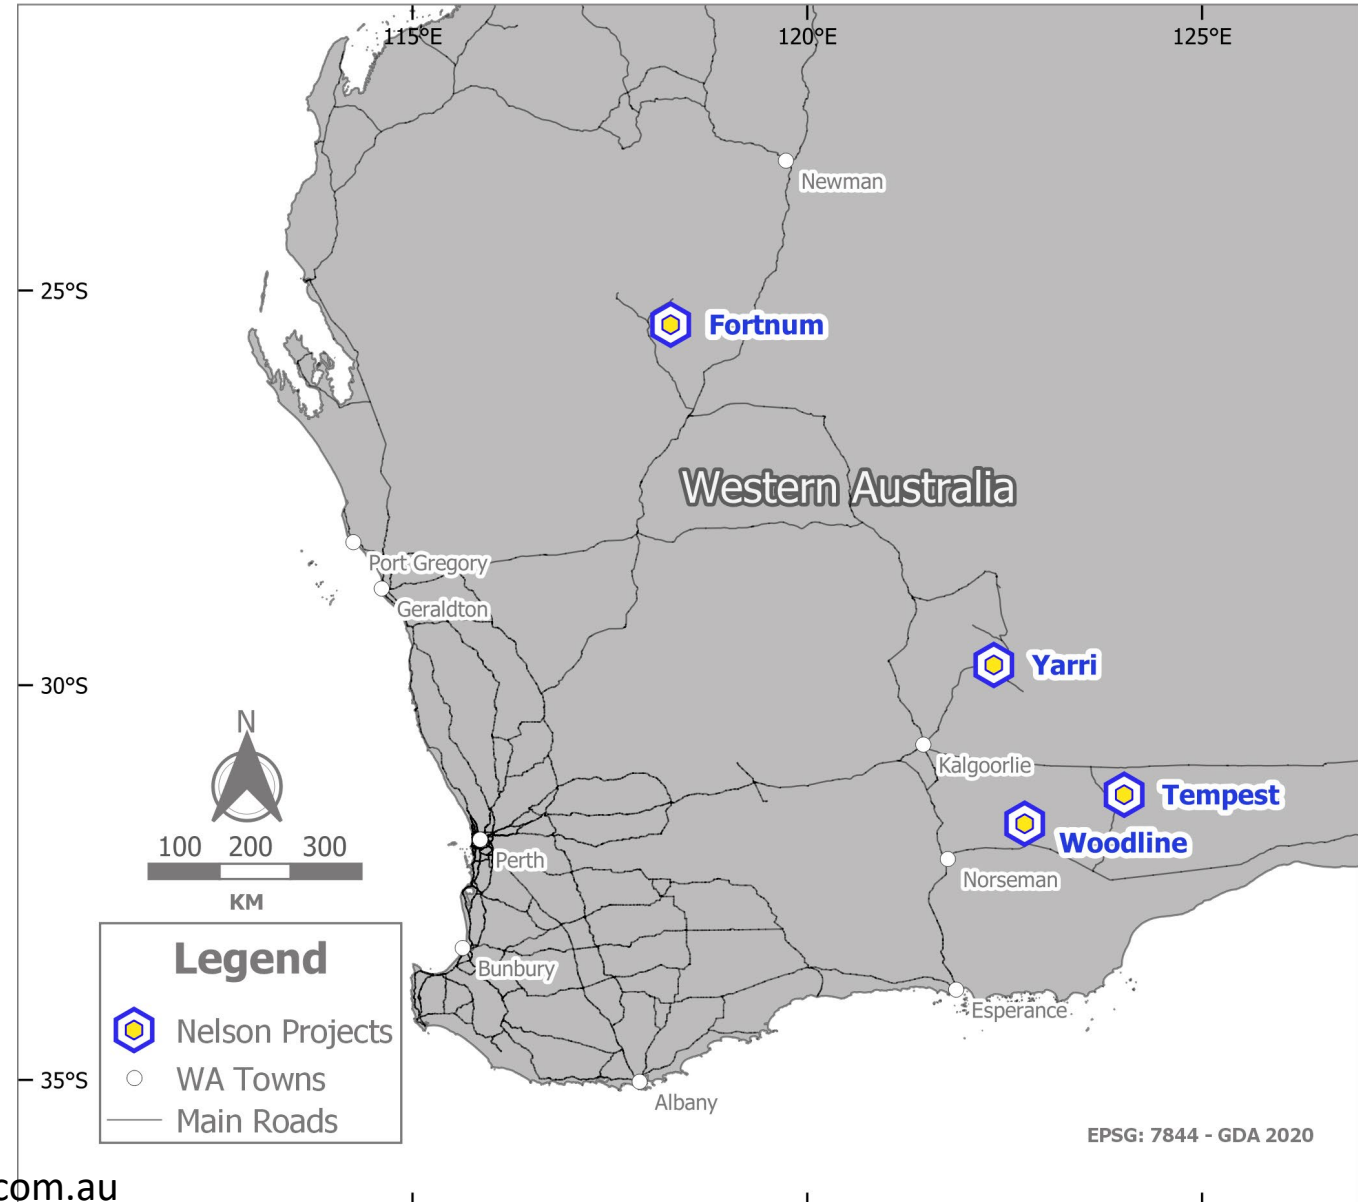 115°E
120°E
125°E
Newman
25°S
Fortnum
Western Australia
Port Gregory
Geraldton
Yarri
30°S
N
Kalgoorlie
Tempest
Woodline
100 200 300
KM
Perth
Norseman
Legend
Bunbury
Esperance
Nelson Projects
WA Towns
35°S
Albany
Main Roads
EPSG: 7844 - GDA 2020
com.au